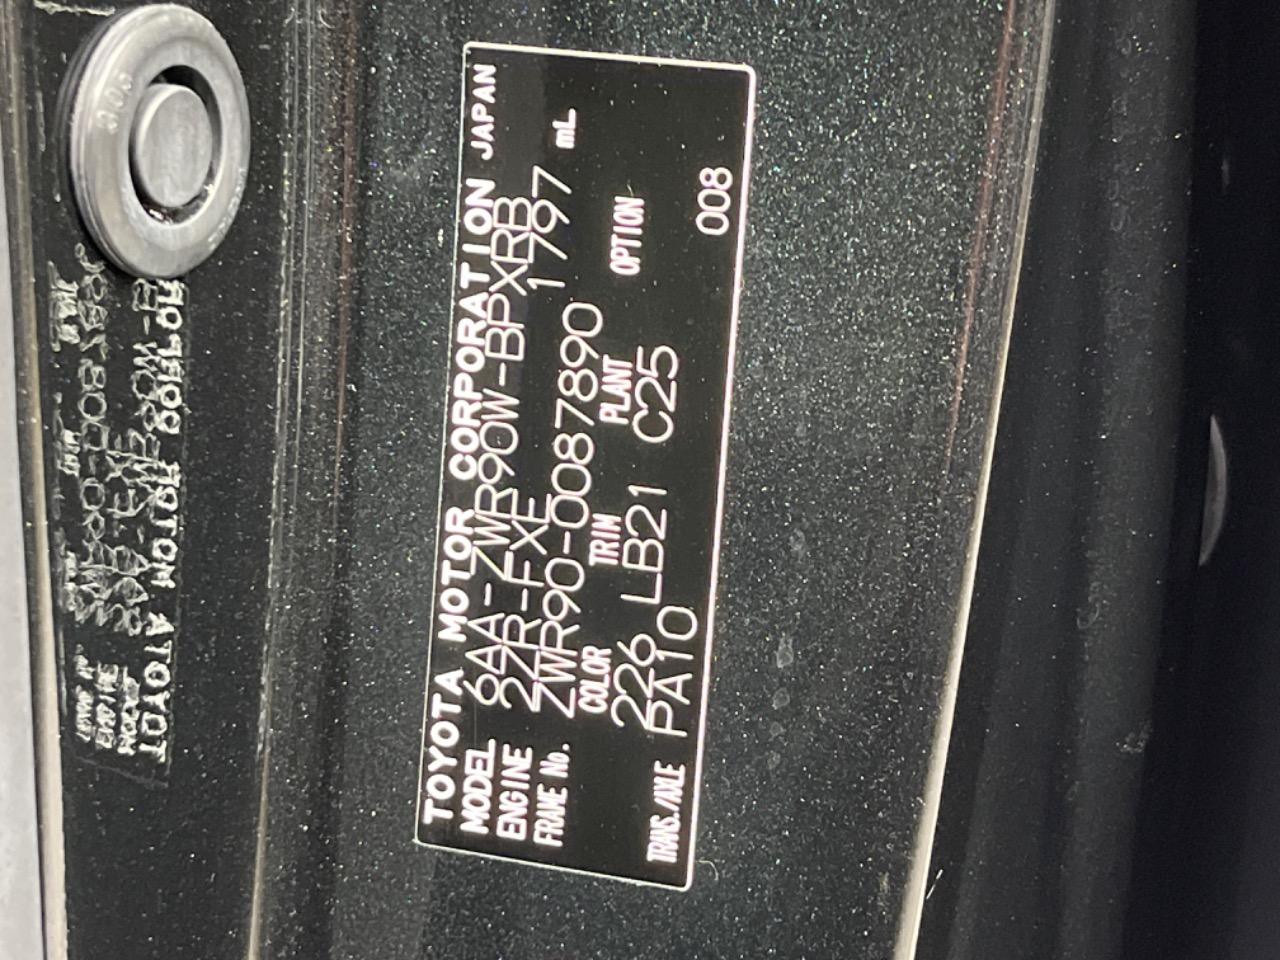 TOYOTA MOTOR CORPORATION JAPAN
MODEL 6AA-ZWR90W-BPXRB
ENGINE 2ZR-FXE 1797 mL
FRAME No. ZWR90-0087890
COLOR TRIM PLANT OPTION
226 LB21 C25
TRANS./AXLE PA10 008